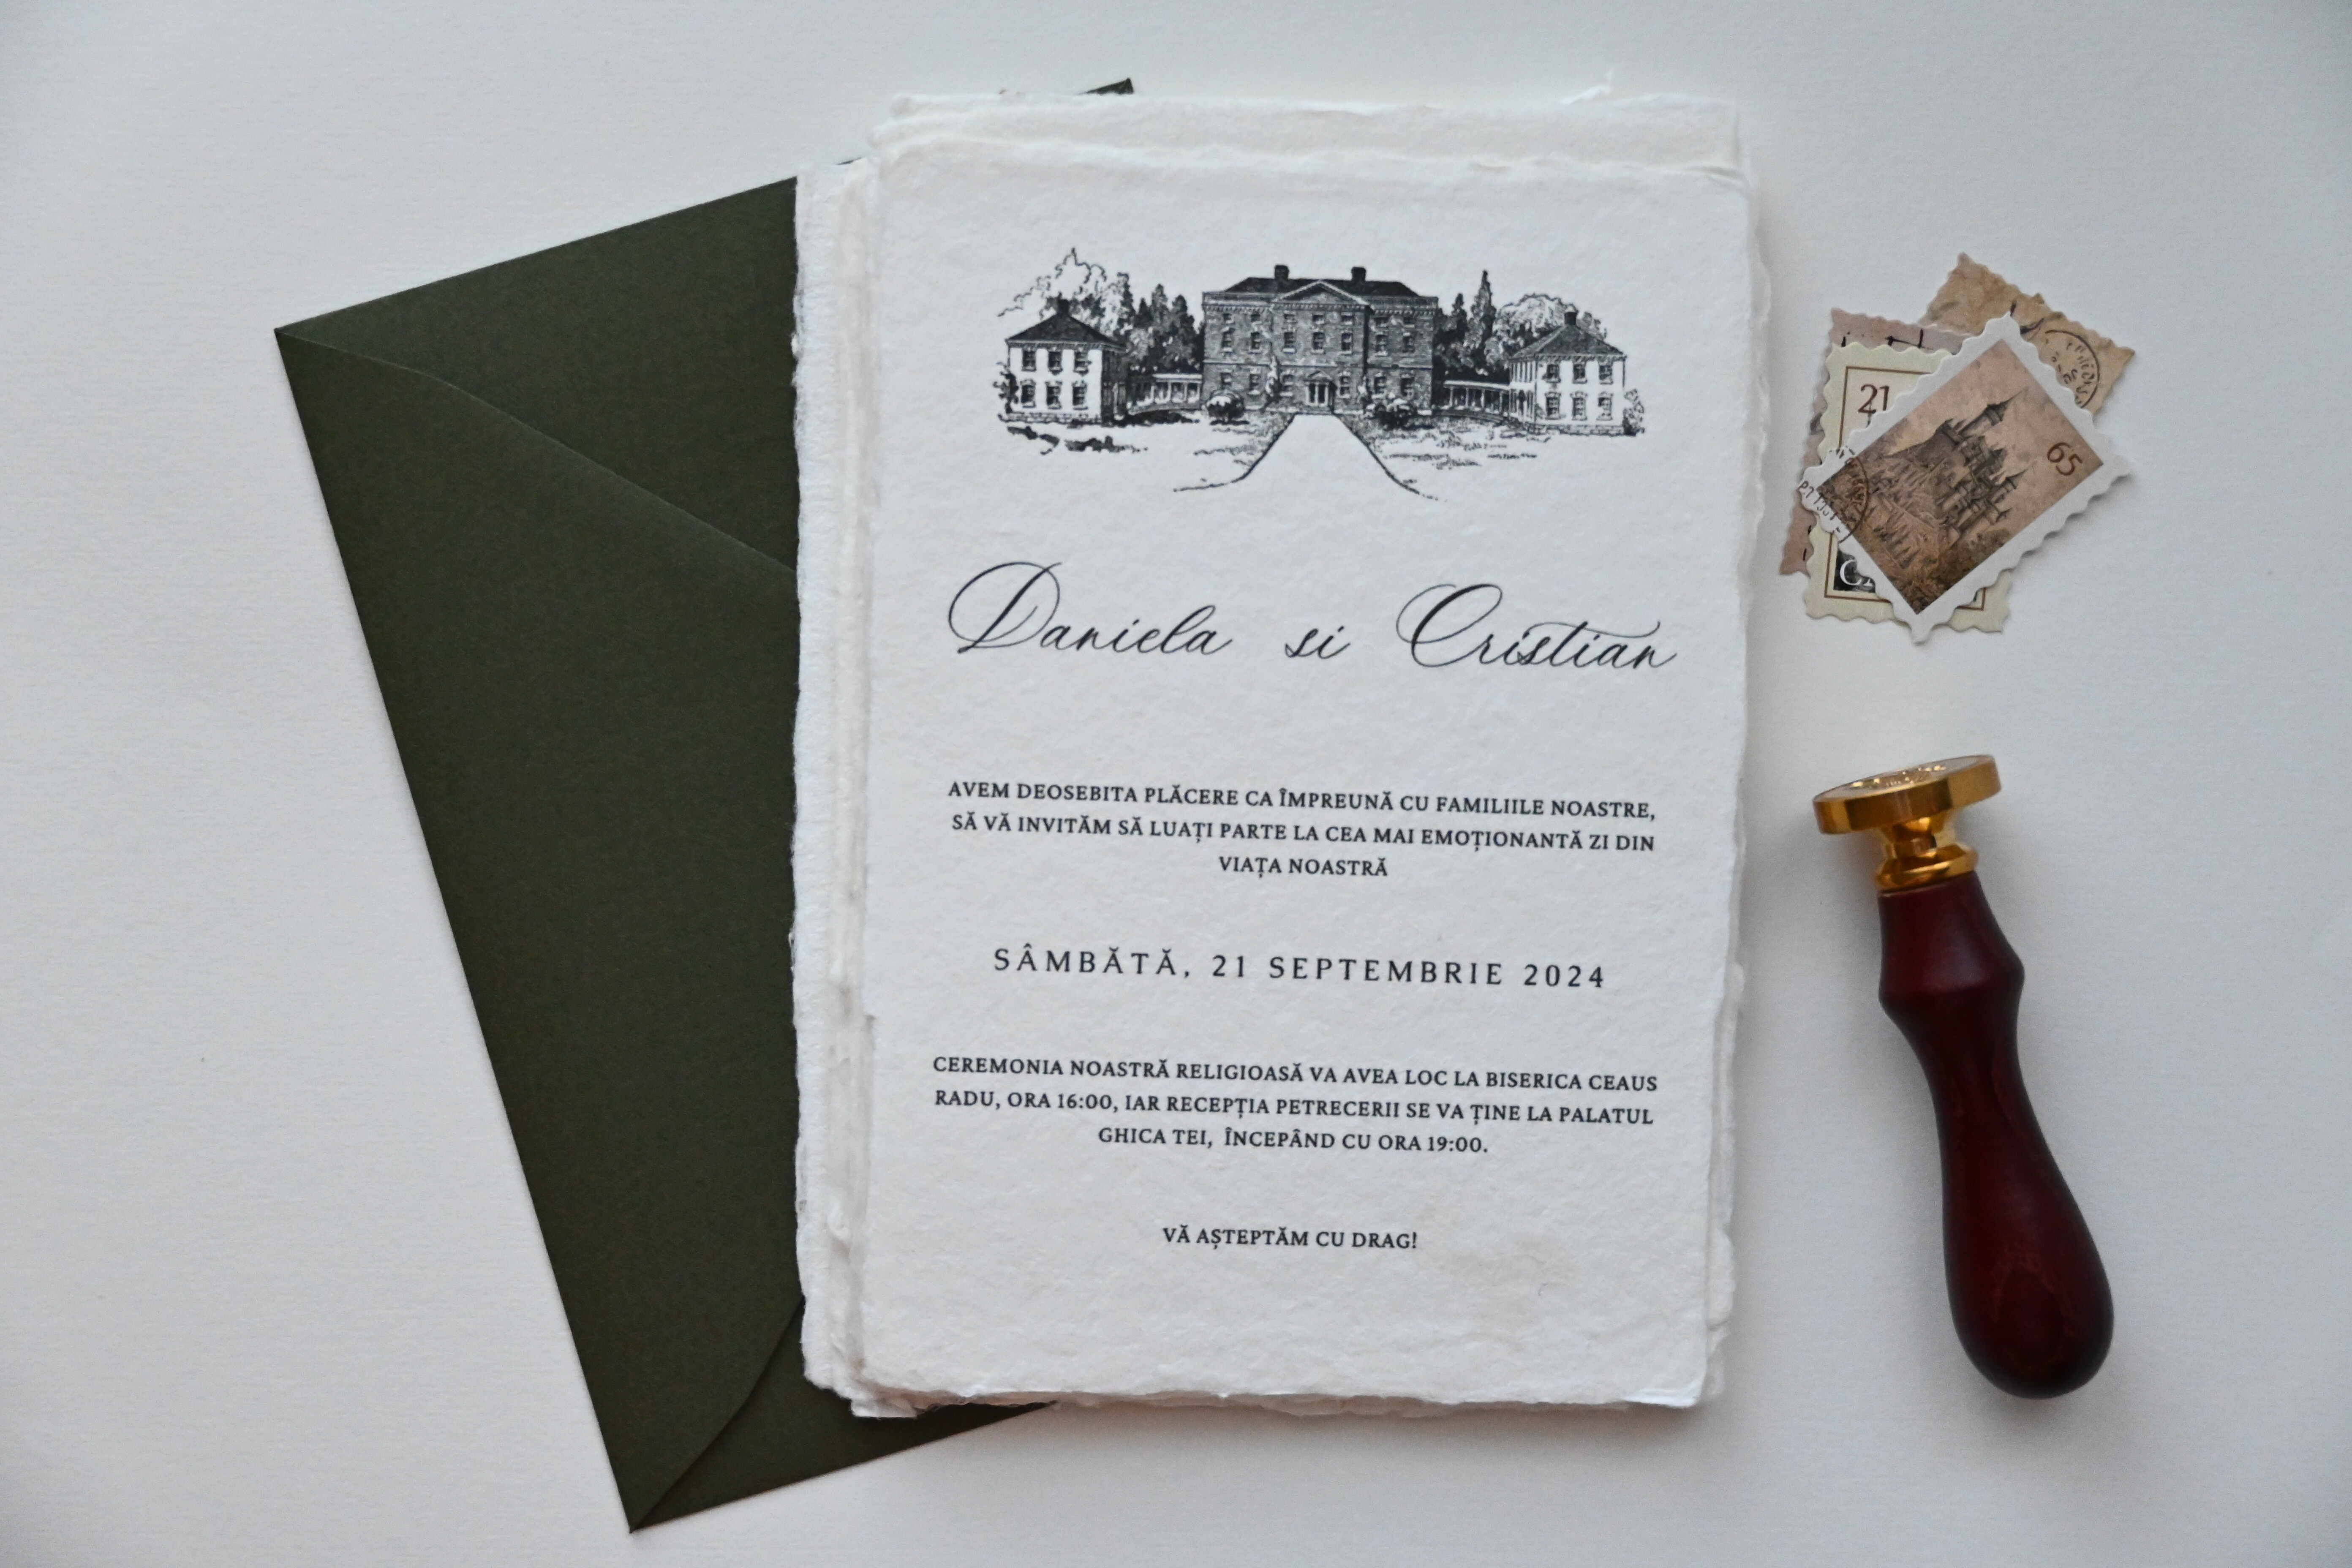 Daniela si Cristian
AVEM DEOSEBITA PLĂCERE CA ÎMPREUNĂ CU FAMILIILE NOASTRE,
SĂ VĂ INVITĂM SĂ LUAȚI PARTE LA CEA MAI EMOȚIONANTĂ ZI DIN
VIAȚA NOASTRĂ
SÂMBĂTĂ, 21 SEPTEMBRIE 2024
CEREMONIA NOASTRĂ RELIGIOASĂ VA AVEA LOC LA BISERICA CEAUS
RADU, ORA 16:00, IAR RECEPȚIA PETRECERII SE VA ȚINE LA PALATUL
GHICA TEI, ÎNCEPÂND CU ORA 19:00.
VĂ AȘTEPTĂM CU DRAG!
21
65